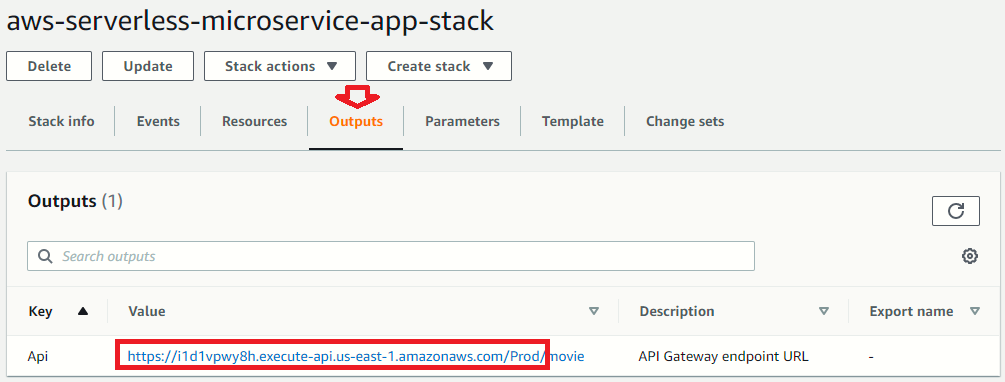 aws-serverless-microservice-app-stack
Delete Update Stack actions Create stack
Stack info Events Resources Outputs Parameters Template Change sets
Outputs (1)
Search outputs
Key Value Description Export name
Api https://i1d1vpwy8h.execute-api.us-east-1.amazonaws.com/Prod/movie API Gateway endpoint URL -